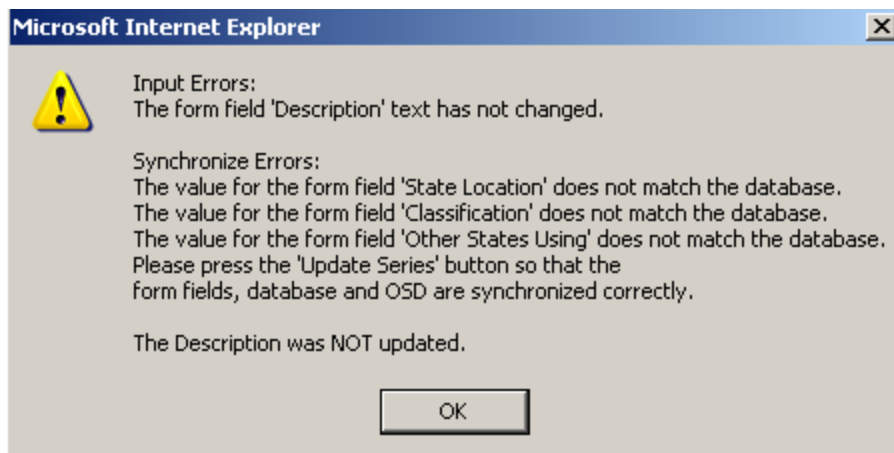 Microsoft Internet Explorer
Input Errors:
The form field 'Description' text has not changed.
Synchronize Errors:
The value for the form field 'State Location' does not match the database.
The value for the form field 'Classification' does not match the database.
The value for the form field 'Other States Using' does not match the database.
Please press the 'Update Series' button so that the
form fields, database and OSD are synchronized correctly.
The Description was NOT updated.
OK